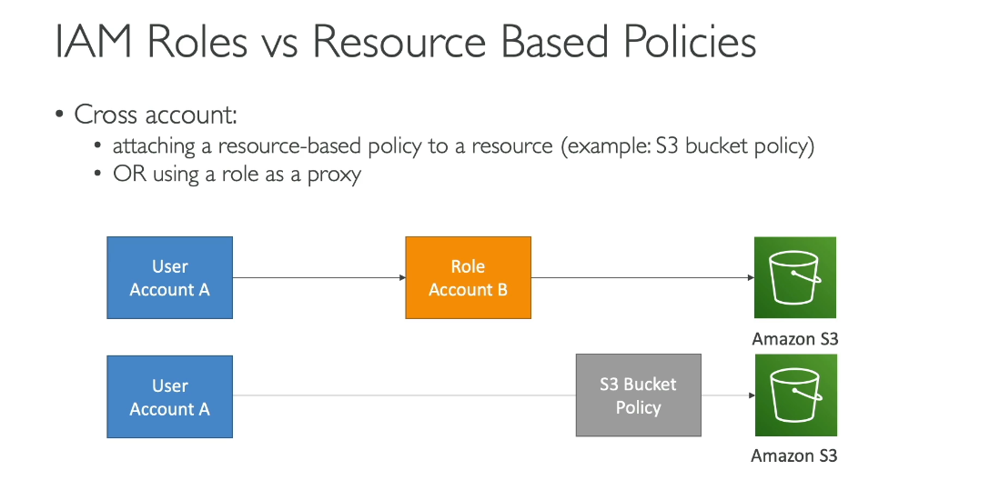 IAM Roles vs Resource Based Policies
• Cross account:
• attaching a resource-based policy to a resource (example: S3 bucket policy)
• OR using a role as a proxy
User
Account A
Role
Account B
Amazon S3
User
Account A
S3 Bucket
Policy
Amazon S3